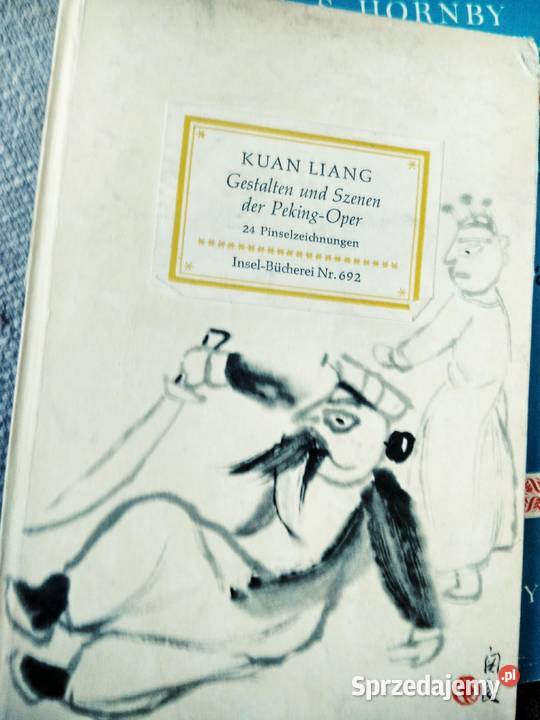 S. HORNBY
KUAN LIANG
Gestalten und Szenen
der Peking-Oper
24 Pinselzeichnungen
Insel-Bücherei Nr. 692
Y
Sprzedajemy.pl